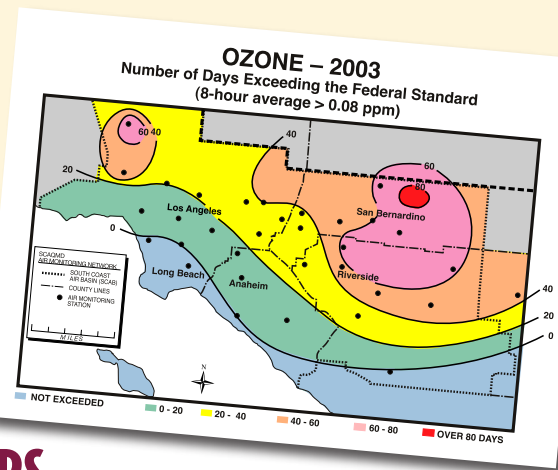 OZONE – 2003
Number of Days Exceeding the Federal Standard
(8-hour average > 0.08 ppm)
60 40
40
60
80
20
San Bernardino
Los Angeles
0
Riverside
Long Beach
Anaheim
40
20
0
SCAQMD
AIR MONITORING NETWORK
SOUTH COAST
AIR BASIN (SCAB)
COUNTY LINES
AIR MONITORING
STATION
MILES
N
NOT EXCEEDED
0 - 20
20 - 40
40 - 60
60 - 80
OVER 80 DAYS